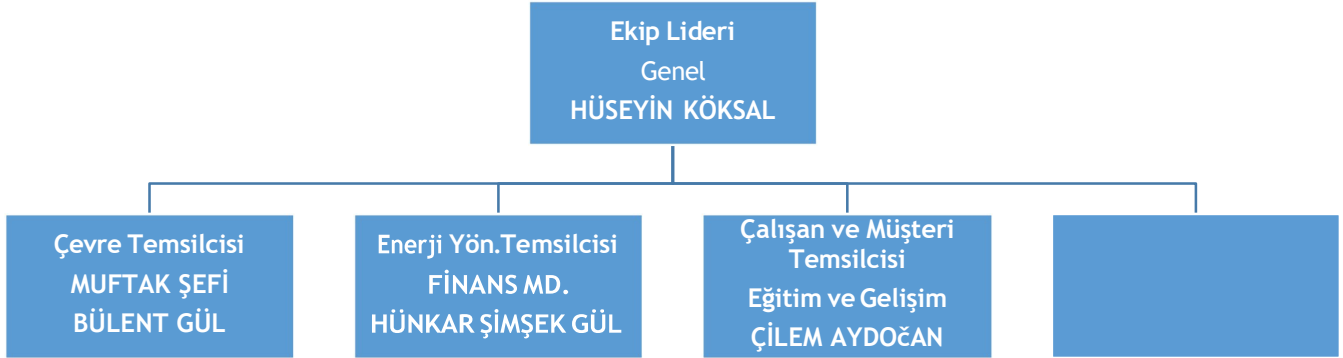 Ekip Lideri
Genel
HÜSEYİN KÖKSAL
Çevre Temsilcisi
MUFTAK ŞEFİ
BÜLENT GÜL
Enerji Yön.Temsilcisi
FİNANS MD.
HÜNKAR ŞİMŞEK GÜL
Çalışan ve Müşteri
Temsilcisi
Eğitim ve Gelişim
ÇİLEM AYDOčAN